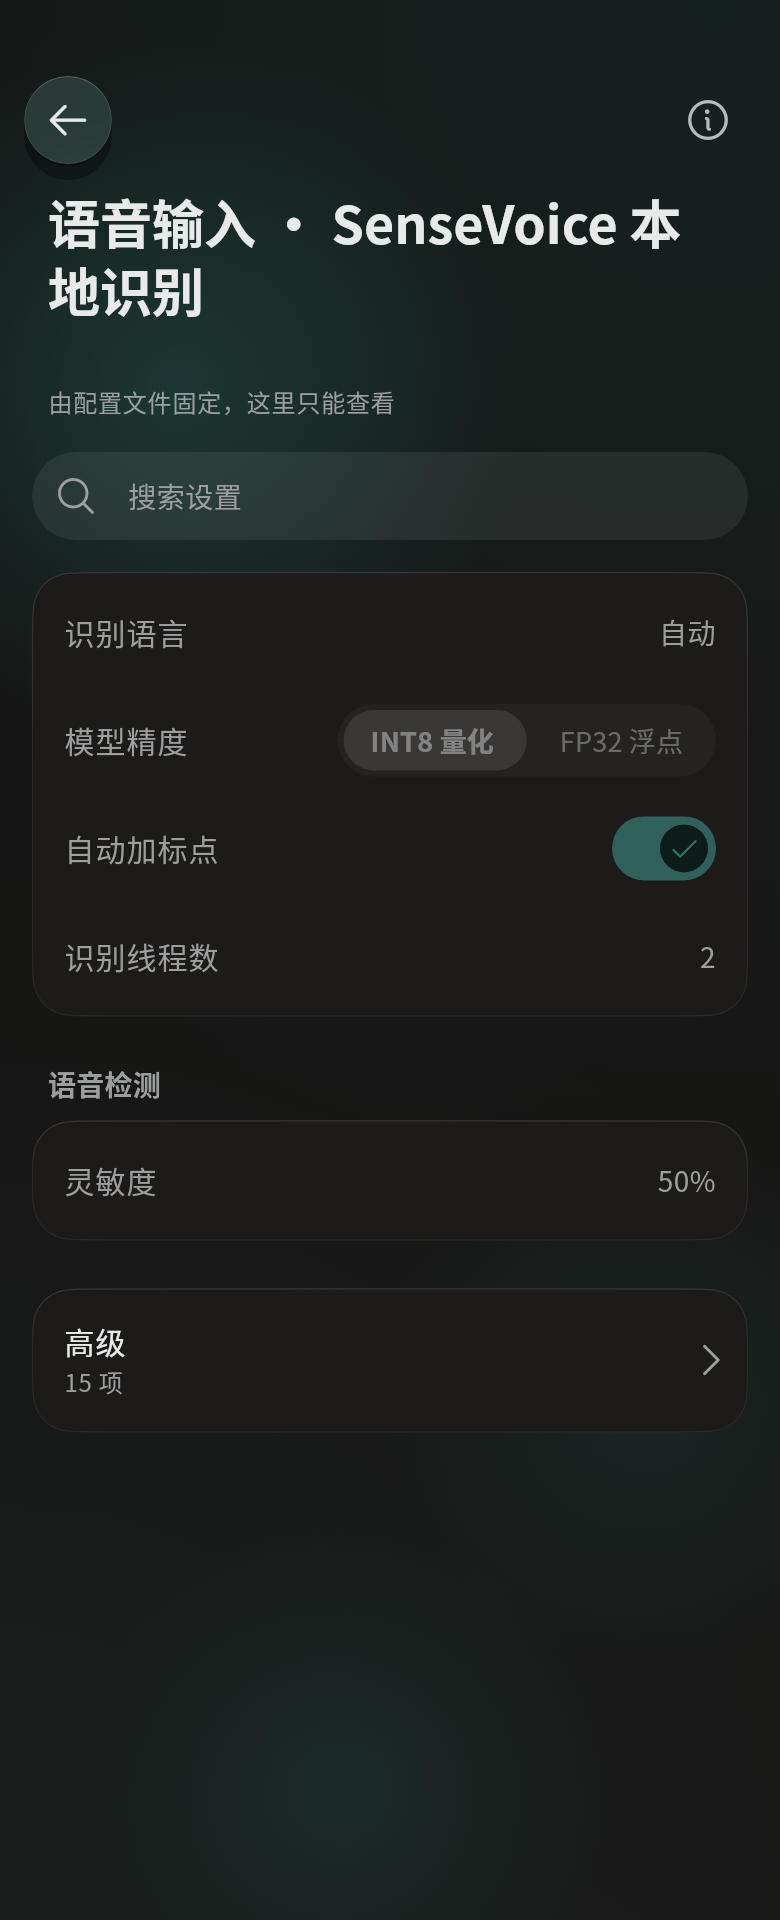 语音输入 · SenseVoice 本
地识别
由配置文件固定，这里只能查看
搜索设置
识别语言 自动
模型精度 INT8 量化 FP32 浮点
自动加标点
识别线程数 2
语音检测
灵敏度 50%
高级
15 项